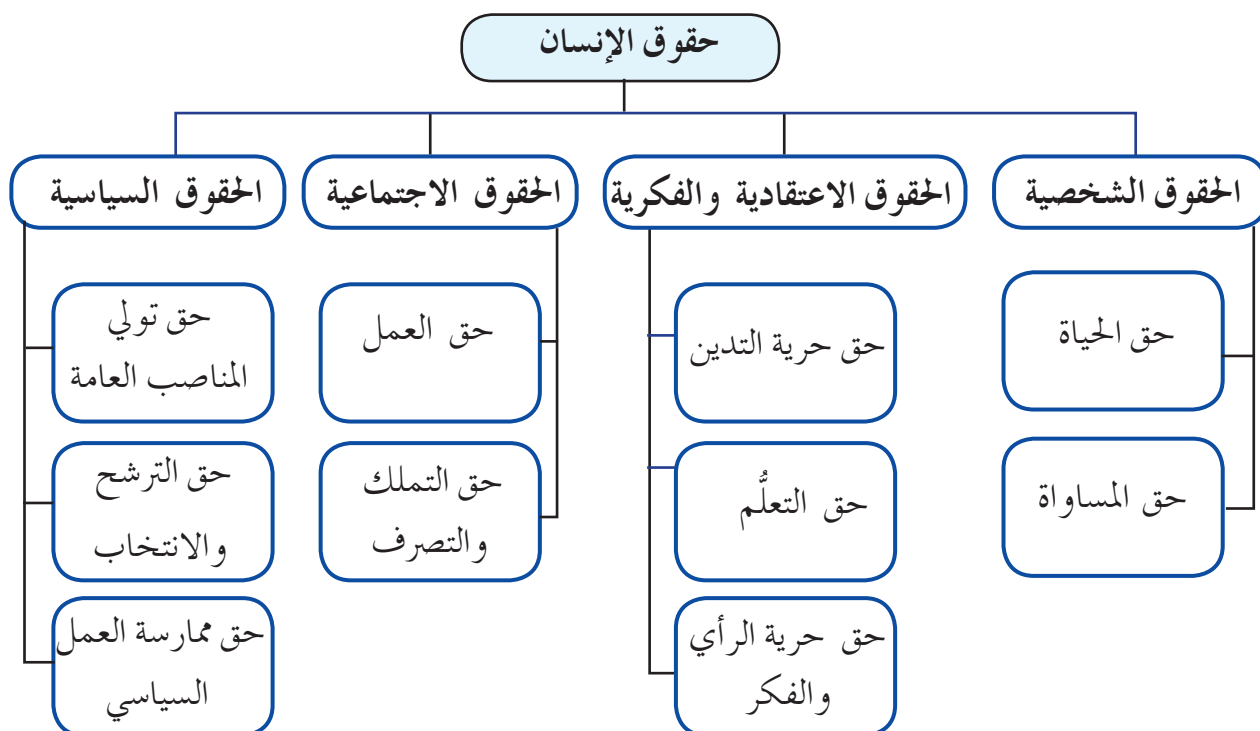 حقوق الإنسان
الحقوق الشخصية
حق الحياة
حق المساواة
الحقوق الاعتقادية والفكرية
حق حرية التدين
حق التعلُّم
حق حرية الرأي
والفكر
الحقوق الاجتماعية
حق العمل
حق التملك
والتصرف
الحقوق السياسية
حق تولي
المناصب العامة
حق الترشح
والانتخاب
حق ممارسة العمل
السياسي